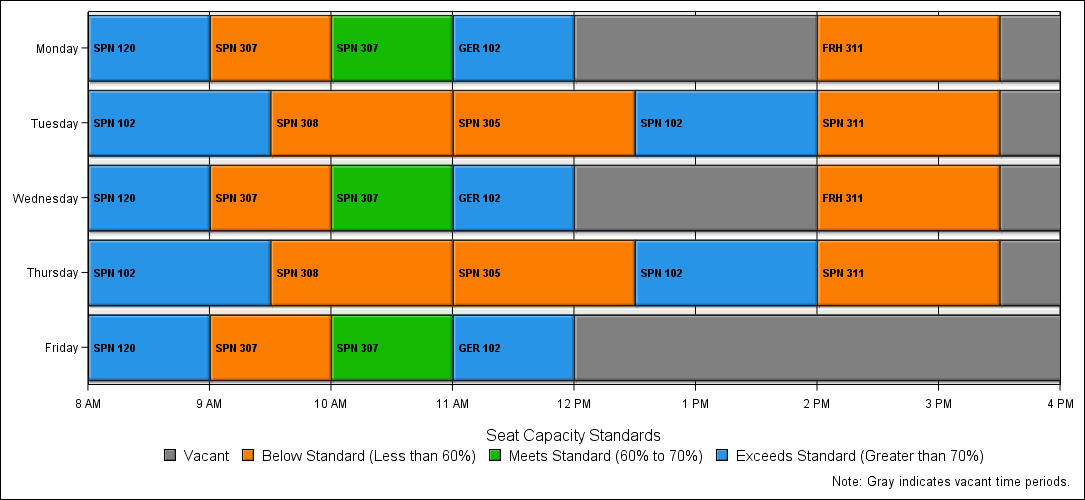 Monday SPN 120 SPN 307 SPN 307 GER 102 FRH 311
Tuesday SPN 102 SPN 308 SPN 305 SPN 102 SPN 311
Wednesday SPN 120 SPN 307 SPN 307 GER 102 FRH 311
Thursday SPN 102 SPN 308 SPN 305 SPN 102 SPN 311
Friday SPN 120 SPN 307 SPN 307 GER 102
8 AM 9 AM 10 AM 11 AM 12 PM 1 PM 2 PM 3 PM 4 PM
Seat Capacity Standards
Vacant Below Standard (Less than 60%) Meets Standard (60% to 70%) Exceeds Standard (Greater than 70%)
Note: Gray indicates vacant time periods.